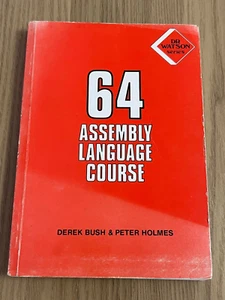 DR
WATSON
Series
64
ASSEMBLY
LANGUAGE
COURSE
DEREK BUSH & PETER HOLMES